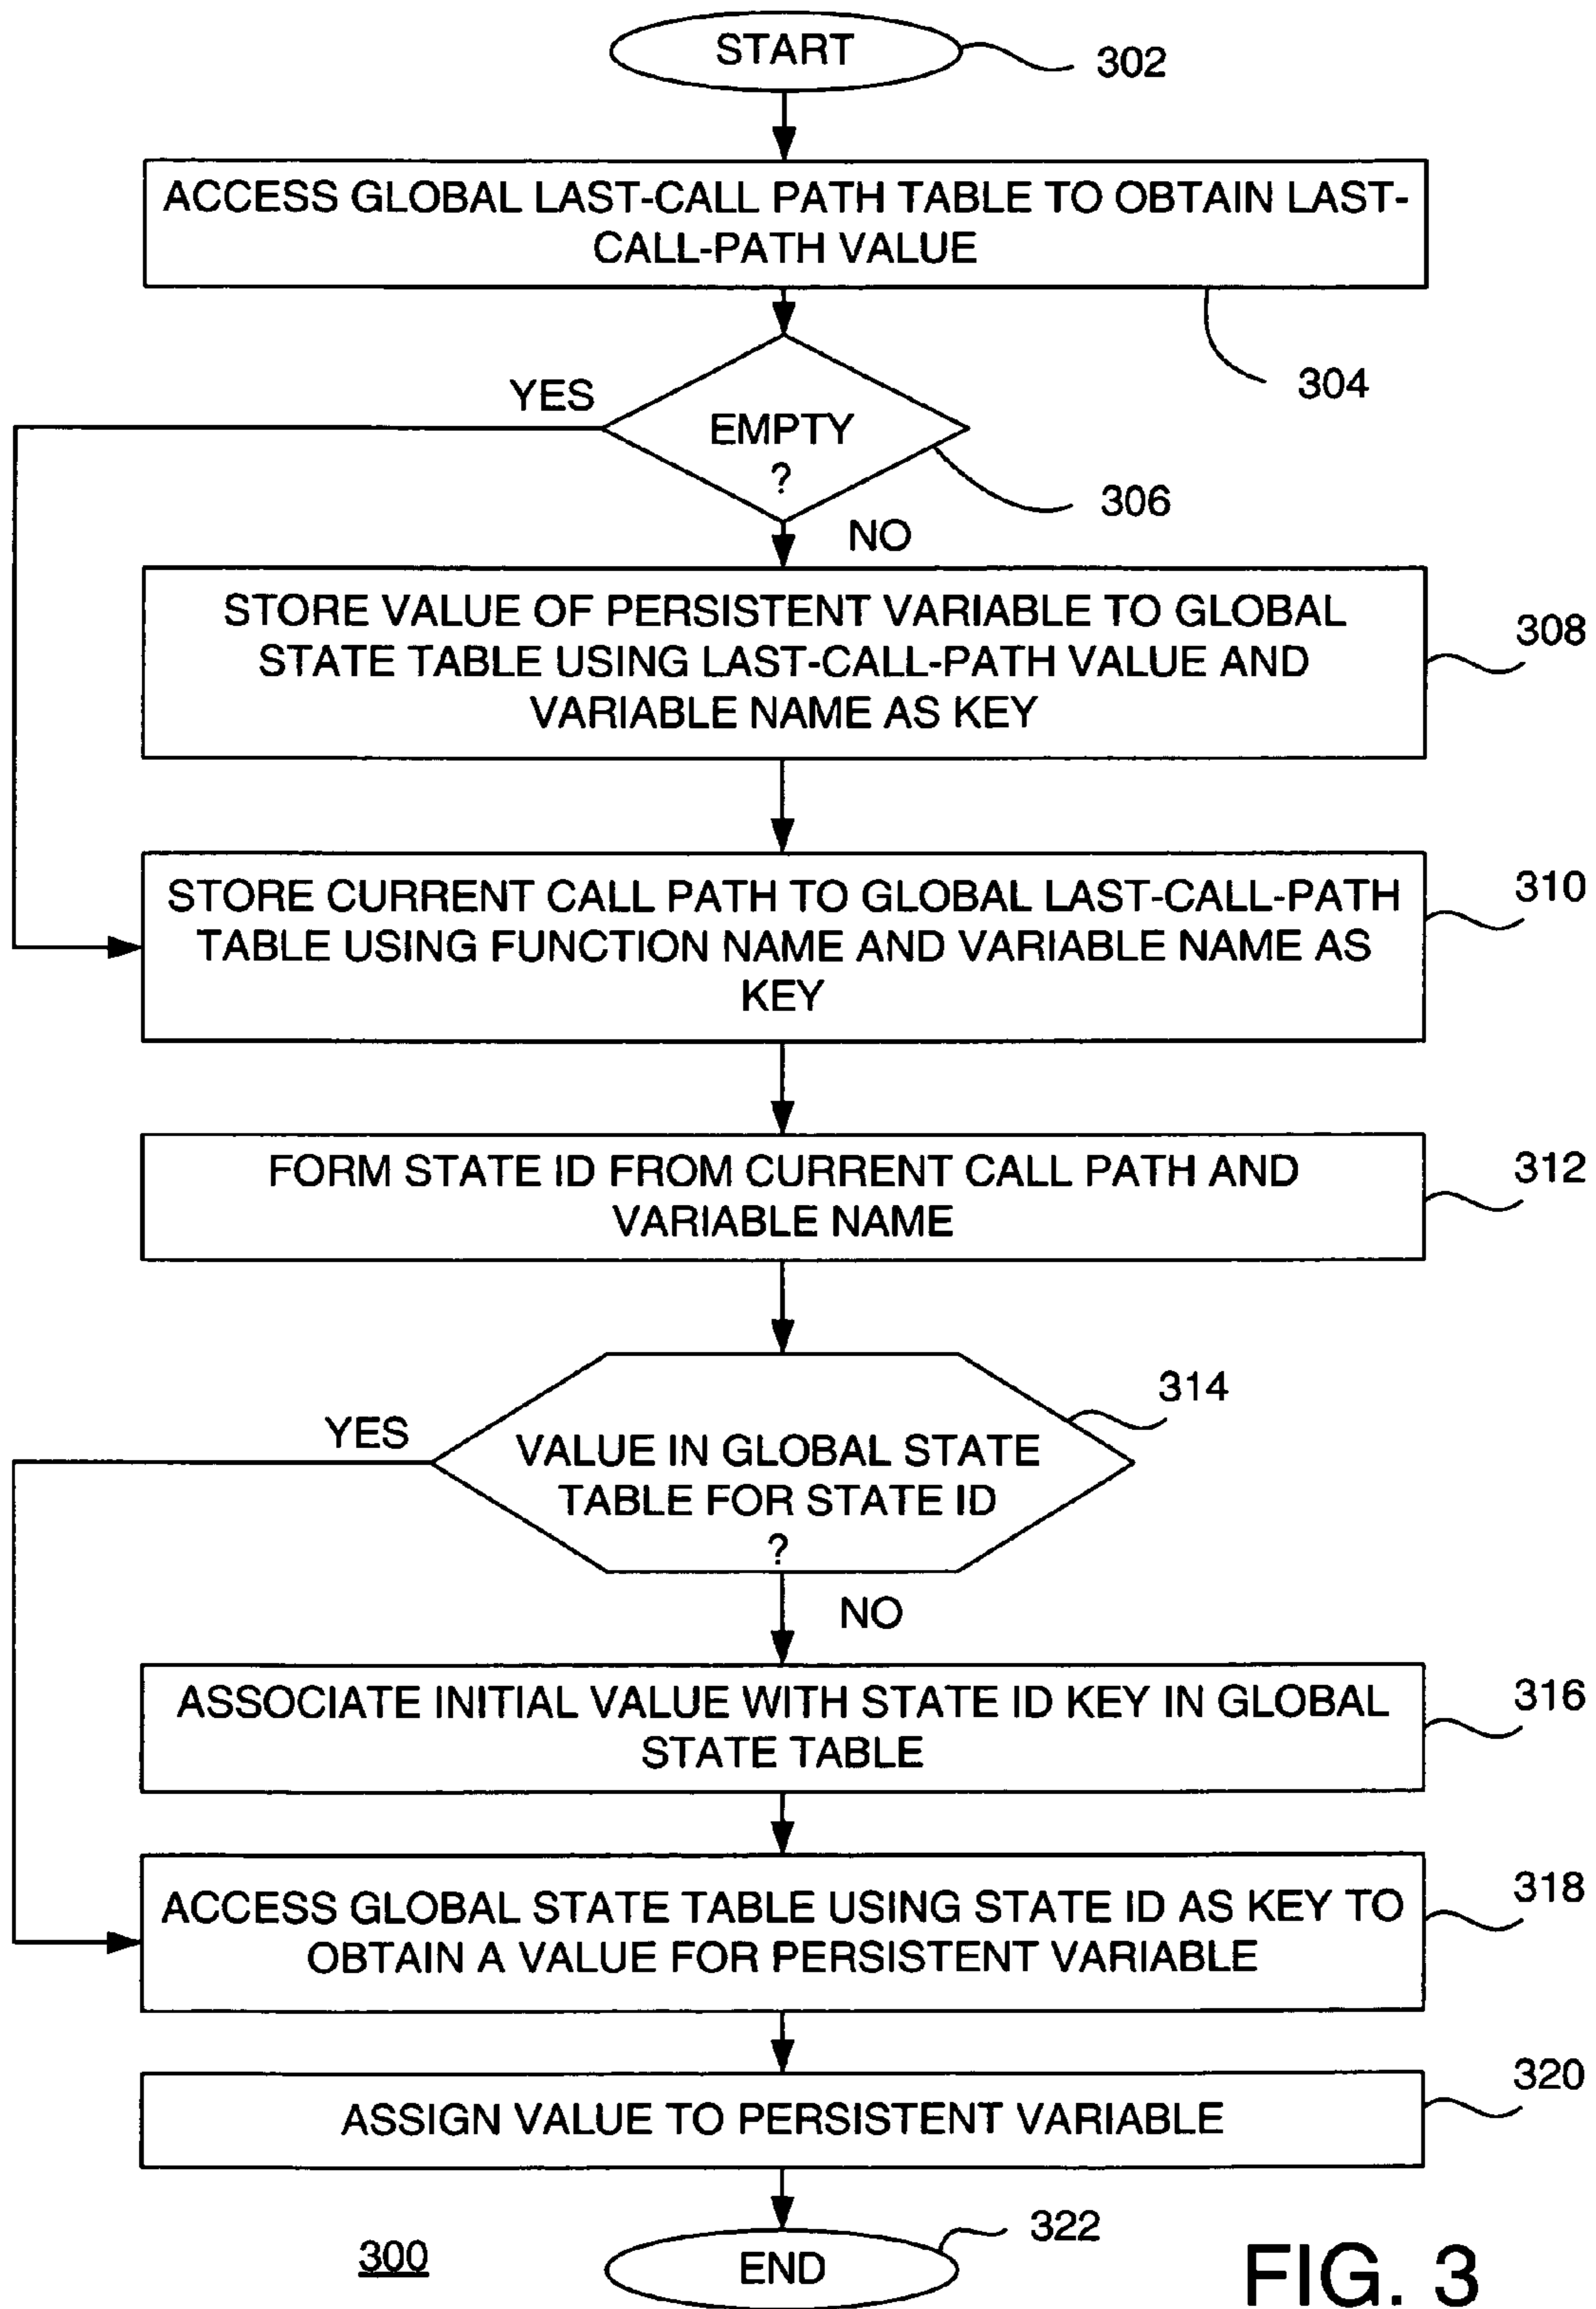 START
302
ACCESS GLOBAL LAST-CALL PATH TABLE TO OBTAIN LAST-
CALL-PATH VALUE
304
YES
EMPTY
?
306
NO
STORE VALUE OF PERSISTENT VARIABLE TO GLOBAL
STATE TABLE USING LAST-CALL-PATH VALUE AND
VARIABLE NAME AS KEY
308
STORE CURRENT CALL PATH TO GLOBAL LAST-CALL-PATH
TABLE USING FUNCTION NAME AND VARIABLE NAME AS
KEY
310
FORM STATE ID FROM CURRENT CALL PATH AND
VARIABLE NAME
312
314
YES
VALUE IN GLOBAL STATE
TABLE FOR STATE ID
?
NO
ASSOCIATE INITIAL VALUE WITH STATE ID KEY IN GLOBAL
STATE TABLE
316
ACCESS GLOBAL STATE TABLE USING STATE ID AS KEY TO
OBTAIN A VALUE FOR PERSISTENT VARIABLE
318
ASSIGN VALUE TO PERSISTENT VARIABLE
320
END
322
300
FIG. 3